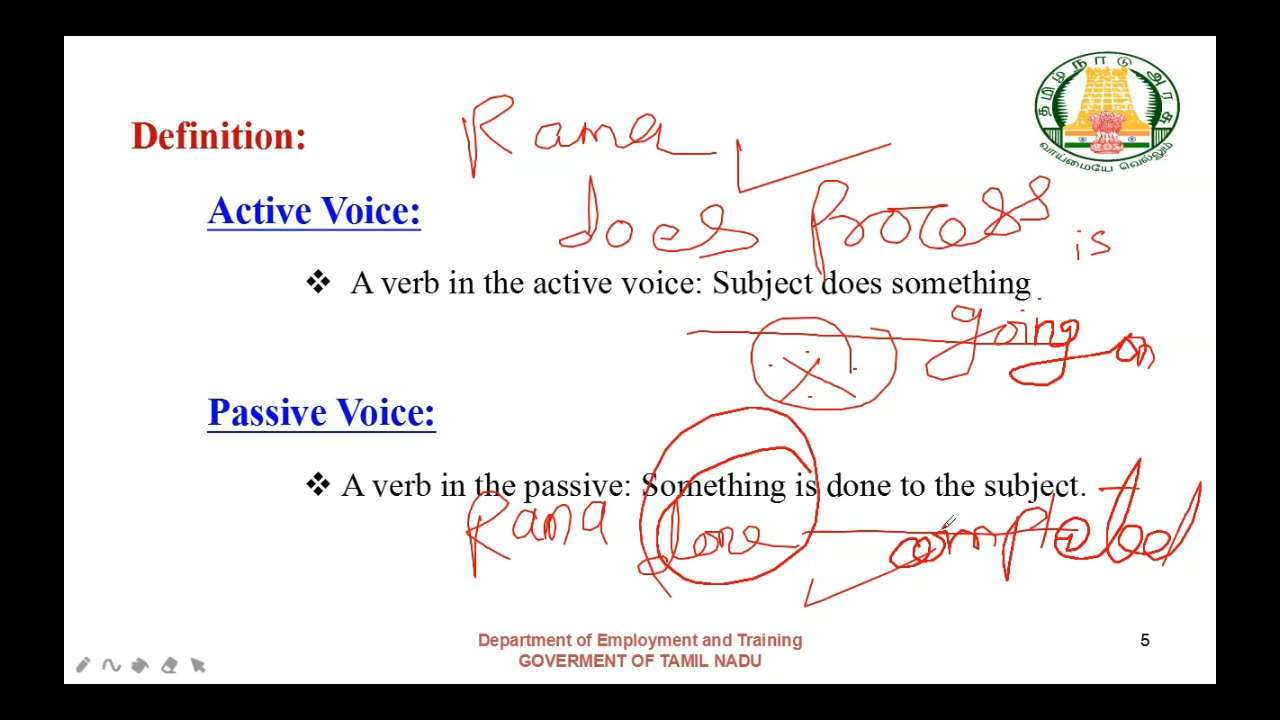 தமிழ்நாடு அரசு
வாய்மையே வெல்லும்
Definition:
Rama
Active Voice:
does Process is
❖ A verb in the active voice: Subject does something
going on
Passive Voice:
❖ A verb in the passive: Something is done to the subject.
Rama done completed
Department of Employment and Training
GOVERMENT OF TAMIL NADU
5